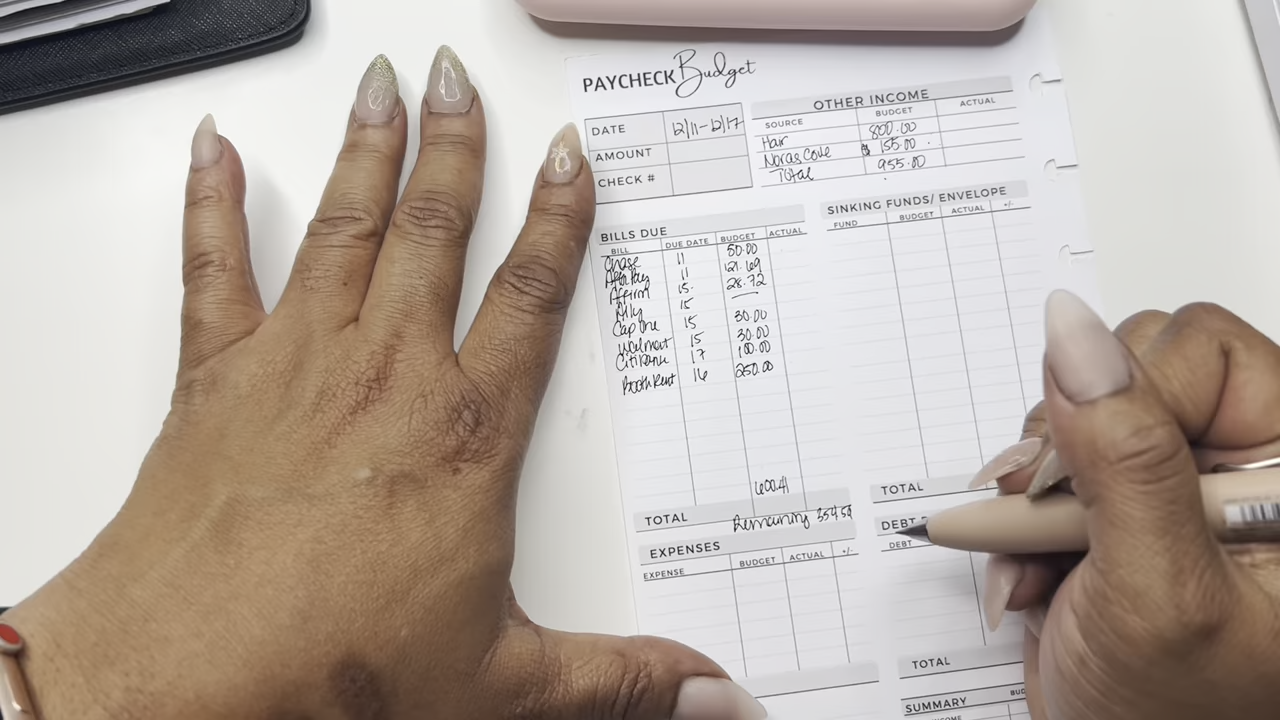 PAYCHECK Budget
DATE 12/11-12/17
AMOUNT
CHECK #
OTHER INCOME
SOURCE BUDGET ACTUAL
Hair 800.00
Noras Cove $ 155.00
Total 955.00
BILLS DUE
BILL DUE DATE BUDGET ACTUAL
Chase 11 50.00
AfterPay 11 121.69
Affirm 15 28.72
Ally 15 —
Cap One 15 30.00
Walmart 15 30.00
Citizens 17 100.00
Booth Rent 16 250.00
600.41
TOTAL
Remaining 354.59
SINKING FUNDS/ ENVELOPE
FUND BUDGET ACTUAL +/-
TOTAL
EXPENSES
EXPENSE BUDGET ACTUAL +/-
DEBT
DEBT
TOTAL
SUMMARY